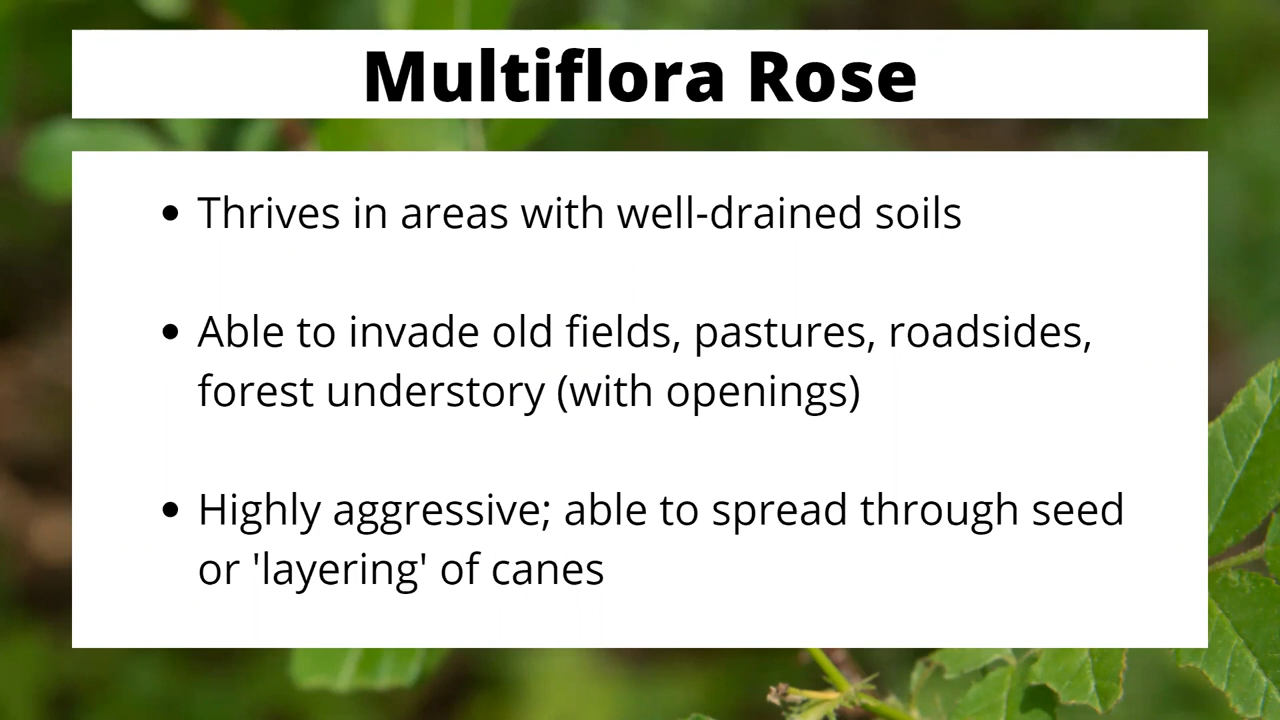 Multiflora Rose
• Thrives in areas with well-drained soils
• Able to invade old fields, pastures, roadsides,
forest understory (with openings)
• Highly aggressive; able to spread through seed
or 'layering' of canes